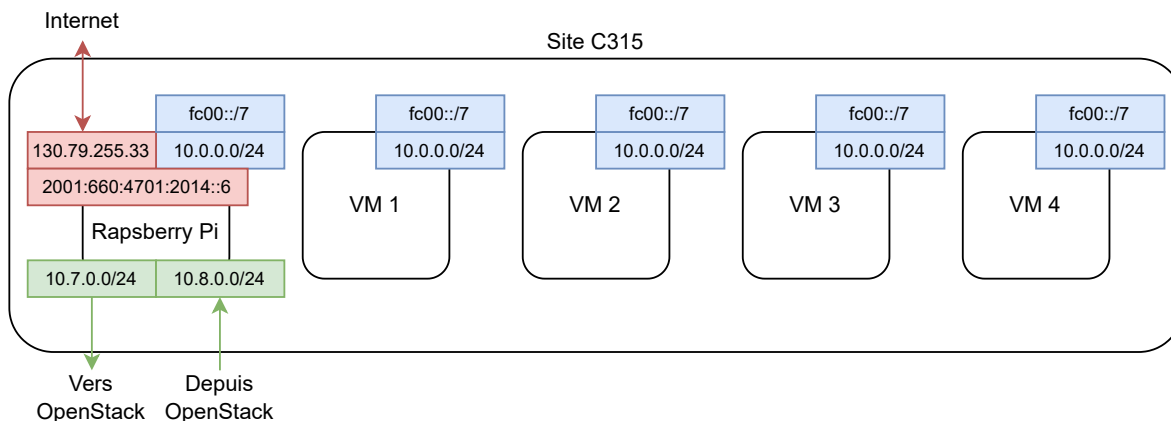 Internet
Site C315
fc00::/7
fc00::/7
fc00::/7
fc00::/7
fc00::/7
130.79.255.33
10.0.0.0/24
10.0.0.0/24
10.0.0.0/24
10.0.0.0/24
10.0.0.0/24
2001:660:4701:2014::6
VM 1
VM 2
VM 3
VM 4
Rapsberry Pi
10.7.0.0/24
10.8.0.0/24
Vers
OpenStack
Depuis
OpenStack